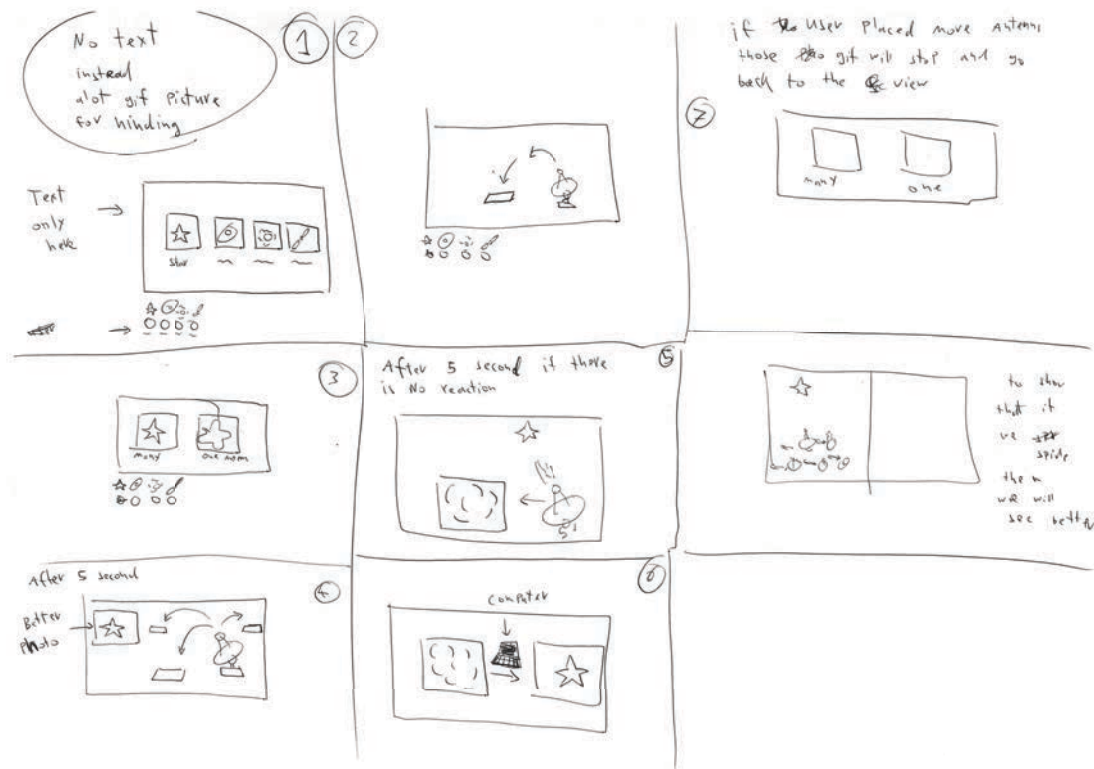 No text
instead
alot gif picture
for hinding
1
Text
only
here
star
2
if User placed more Antenn
those gif will stop and go
back to the view
7
many
one
3
many
one
After 5 second if there
is No reaction
5
to show
that it
we
the n
we will
see better
After 5 second
4
Better
photo
6
computer